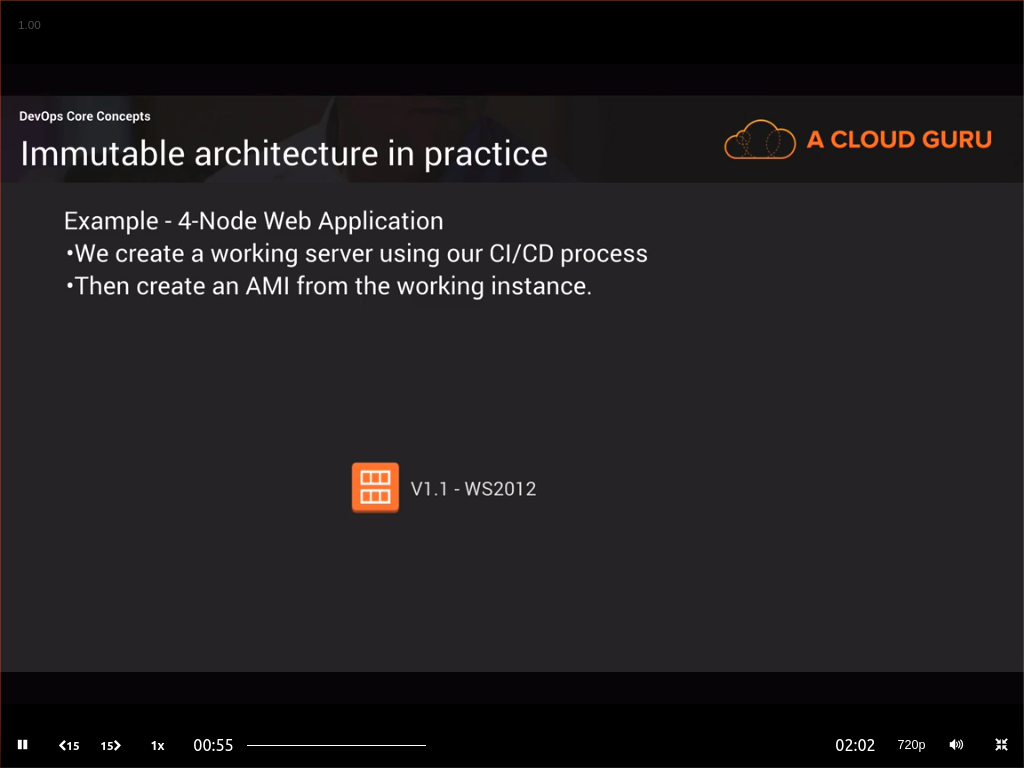 1.00
DevOps Core Concepts
Immutable architecture in practice
A CLOUD GURU
Example - 4-Node Web Application
•We create a working server using our CI/CD process
•Then create an AMI from the working instance.
V1.1 - WS2012
15 15 1x 00:55 02:02 720p